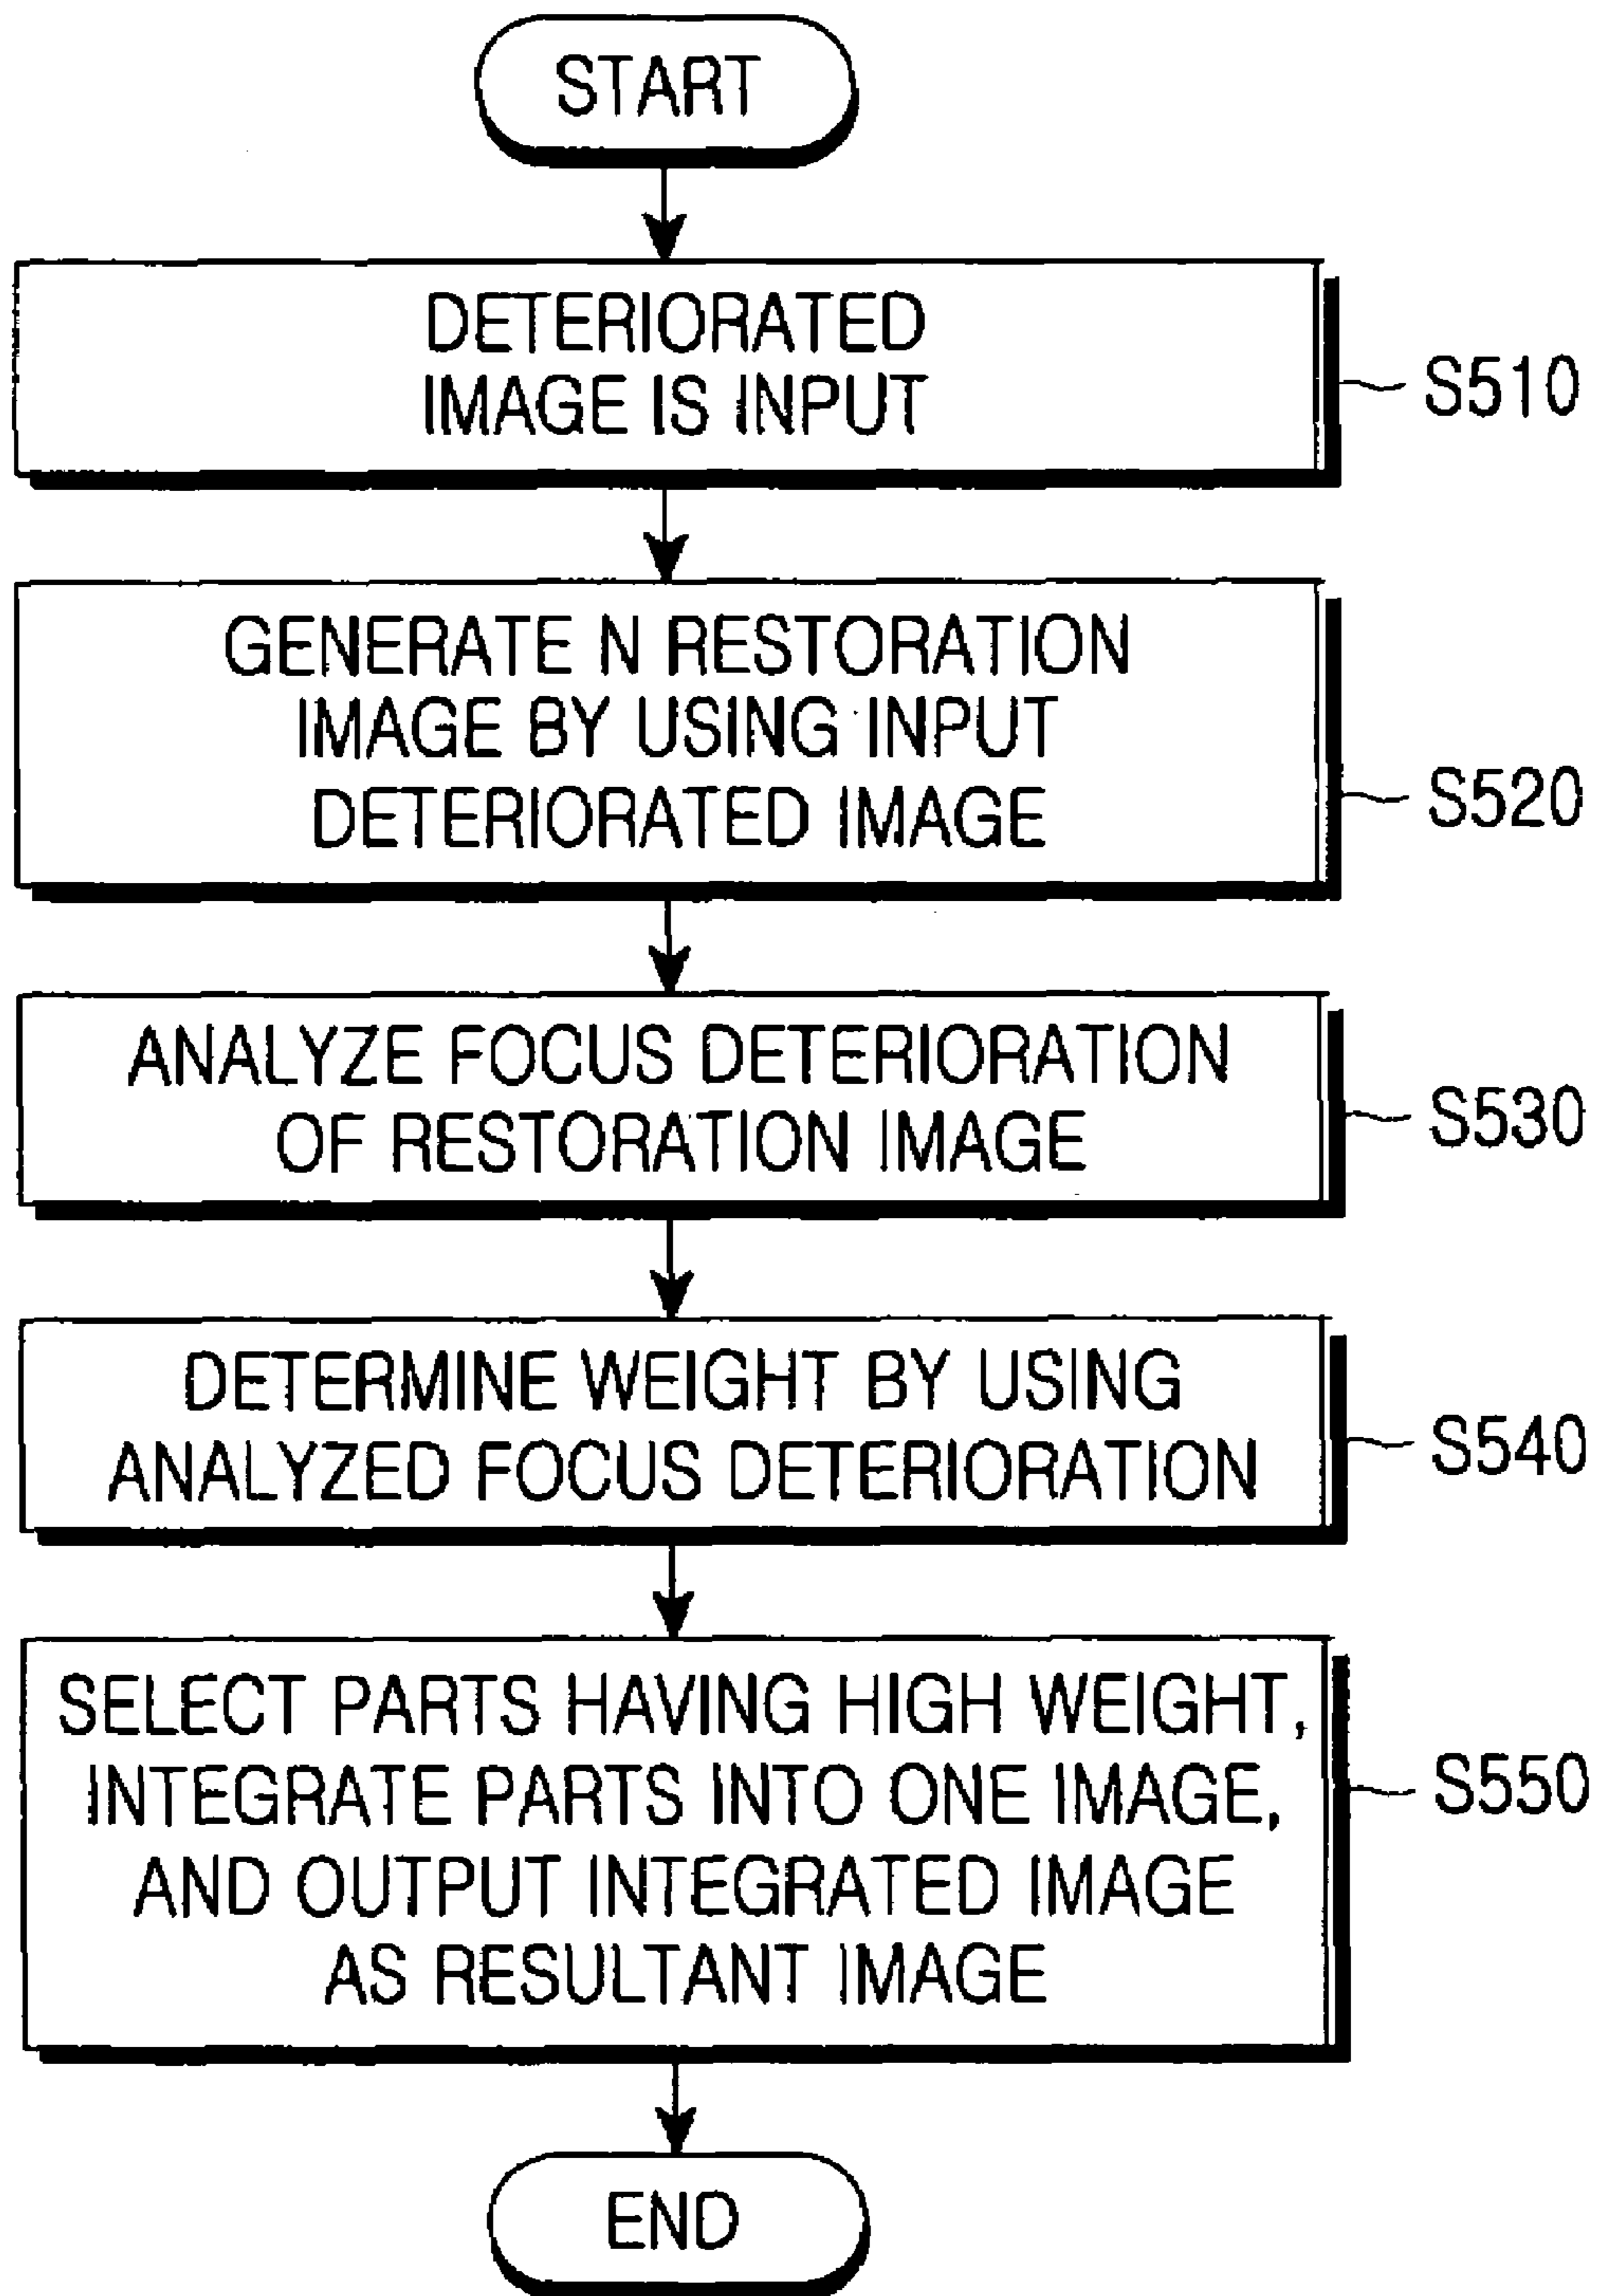 START
DETERIORATED
IMAGE IS INPUT
S510
GENERATE N RESTORATION
IMAGE BY USING INPUT
DETERIORATED IMAGE
S520
ANALYZE FOCUS DETERIORATION
OF RESTORATION IMAGE
S530
DETERMINE WEIGHT BY USING
ANALYZED FOCUS DETERIORATION
S540
SELECT PARTS HAVING HIGH WEIGHT,
INTEGRATE PARTS INTO ONE IMAGE,
AND OUTPUT INTEGRATED IMAGE
AS RESULTANT IMAGE
S550
END